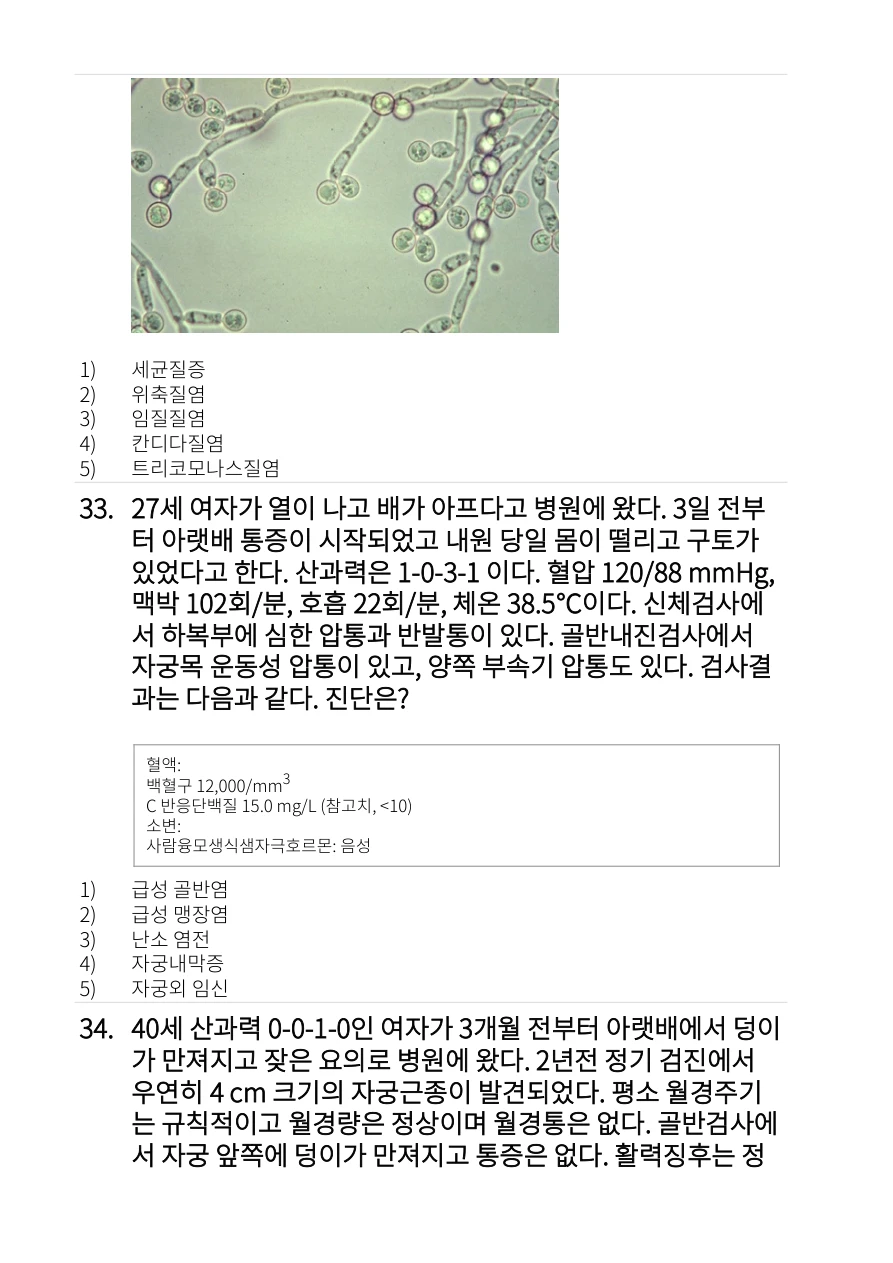 1) 세균질증
2) 위축질염
3) 임질질염
4) 칸디다질염
5) 트리코모나스질염
33. 27세 여자가 열이 나고 배가 아프다고 병원에 왔다. 3일 전부
터 아랫배 통증이 시작되었고 내원 당일 몸이 떨리고 구토가
있었다고 한다. 산과력은 1-0-3-1 이다. 혈압 120/88 mmHg,
맥박 102회/분, 호흡 22회/분, 체온 38.5℃이다. 신체검사에
서 하복부에 심한 압통과 반발통이 있다. 골반내진검사에서
자궁목 운동성 압통이 있고, 양쪽 부속기 압통도 있다. 검사결
과는 다음과 같다. 진단은?
혈액:
백혈구 12,000/mm³
C 반응단백질 15.0 mg/L (참고치, <10)
소변:
사람융모생식샘자극호르몬: 음성
1) 급성 골반염
2) 급성 맹장염
3) 난소 염전
4) 자궁내막증
5) 자궁외 임신
34. 40세 산과력 0-0-1-0인 여자가 3개월 전부터 아랫배에서 덩이
가 만져지고 잦은 요의로 병원에 왔다. 2년전 정기 검진에서
우연히 4 cm 크기의 자궁근종이 발견되었다. 평소 월경주기
는 규칙적이고 월경량은 정상이며 월경통은 없다. 골반검사에
서 자궁 앞쪽에 덩이가 만져지고 통증은 없다. 활력징후는 정